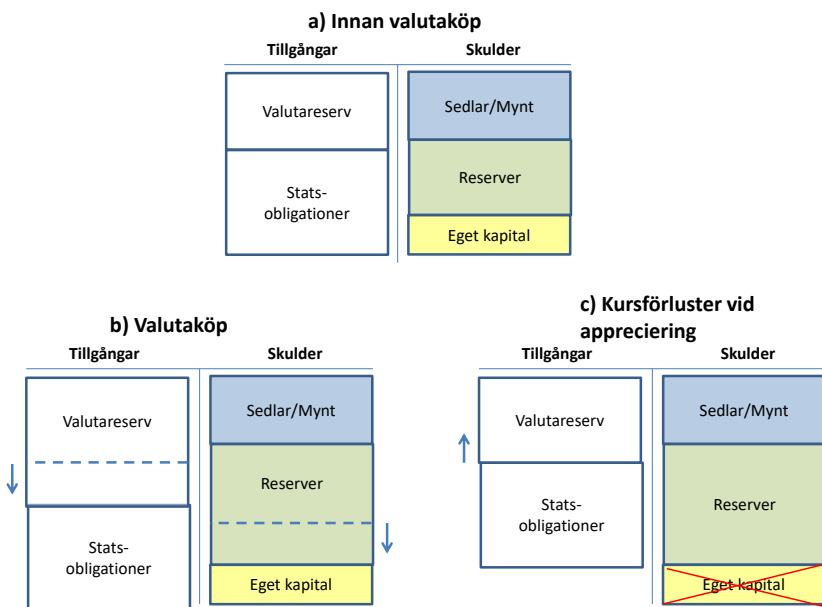 a) Innan valutaköp
Tillgångar
Skulder
Valutareserv
Sedlar/Mynt
Stats-
obligationer
Reserver
Eget kapital
b) Valutaköp
Tillgångar
Skulder
Valutareserv
Sedlar/Mynt
Reserver
Stats-
obligationer
Eget kapital
c) Kursförluster vid
appreciering
Tillgångar
Skulder
Valutareserv
Sedlar/Mynt
Stats-
obligationer
Reserver
Eget kapital